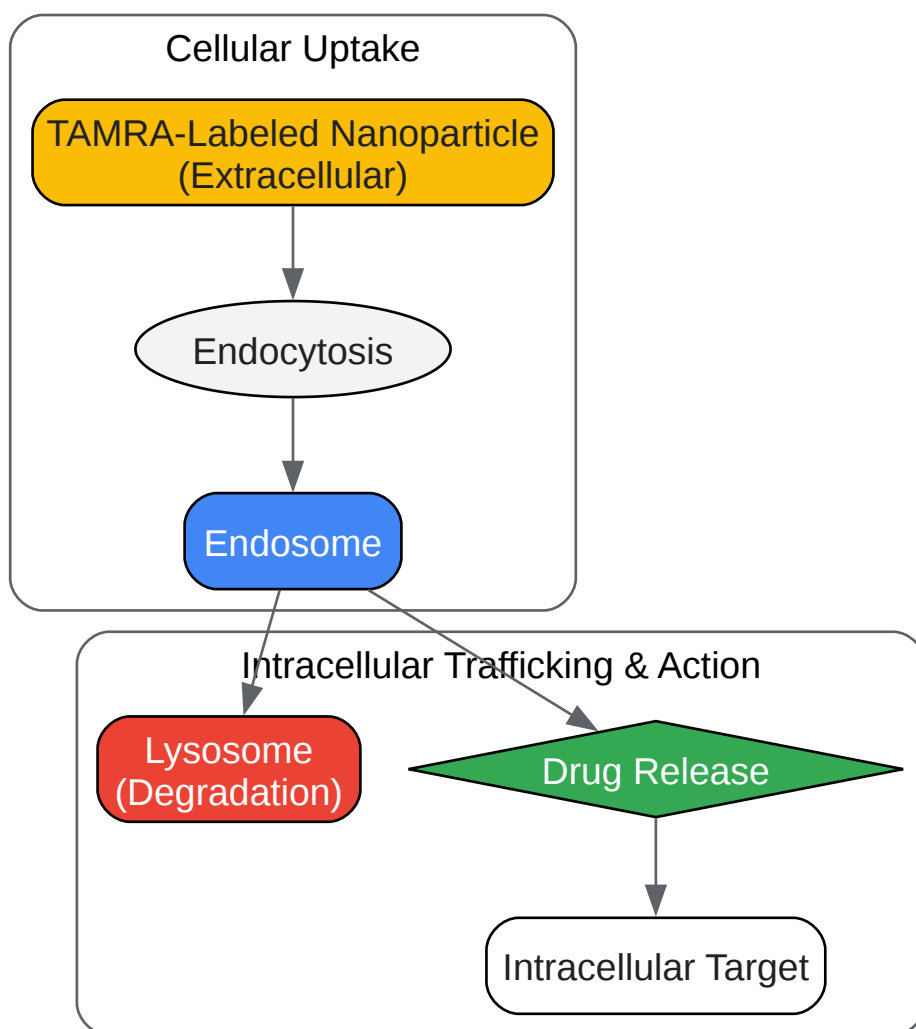 Cellular Uptake
TAMRA-Labeled Nanoparticle
(Extracellular)
Endocytosis
Endosome
Intracellular Trafficking & Action
Lysosome
(Degradation)
Drug Release
Intracellular Target